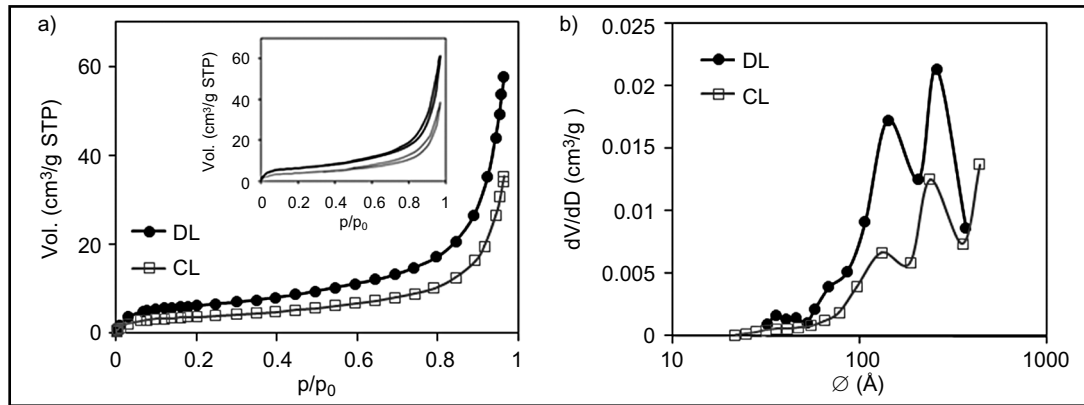 a)
Vol. (cm³/g STP)
60
40
20
0
0
0.2
0.4
0.6
0.8
1
p/p₀
DL
CL
Vol. (cm³/g STP)
60
40
20
0
0
0.2
0.4
0.6
0.8
1
p/p₀
b)
dV/dD (cm³/g )
0.025
0.02
0.015
0.01
0.005
0
10
100
1000
∅ (Å)
DL
CL